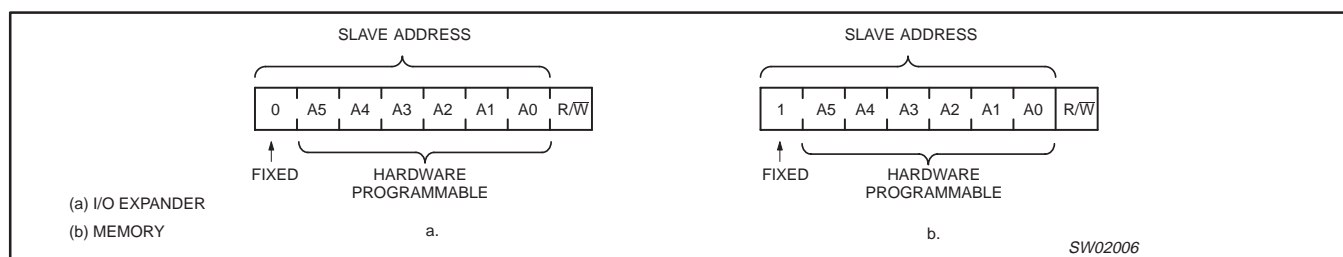 SLAVE ADDRESS
0 A5 A4 A3 A2 A1 A0 R/W̅
FIXED
HARDWARE
PROGRAMMABLE
SLAVE ADDRESS
1 A5 A4 A3 A2 A1 A0 R/W̅
FIXED
HARDWARE
PROGRAMMABLE
(a) I/O EXPANDER
(b) MEMORY
a.
b.
SW02006